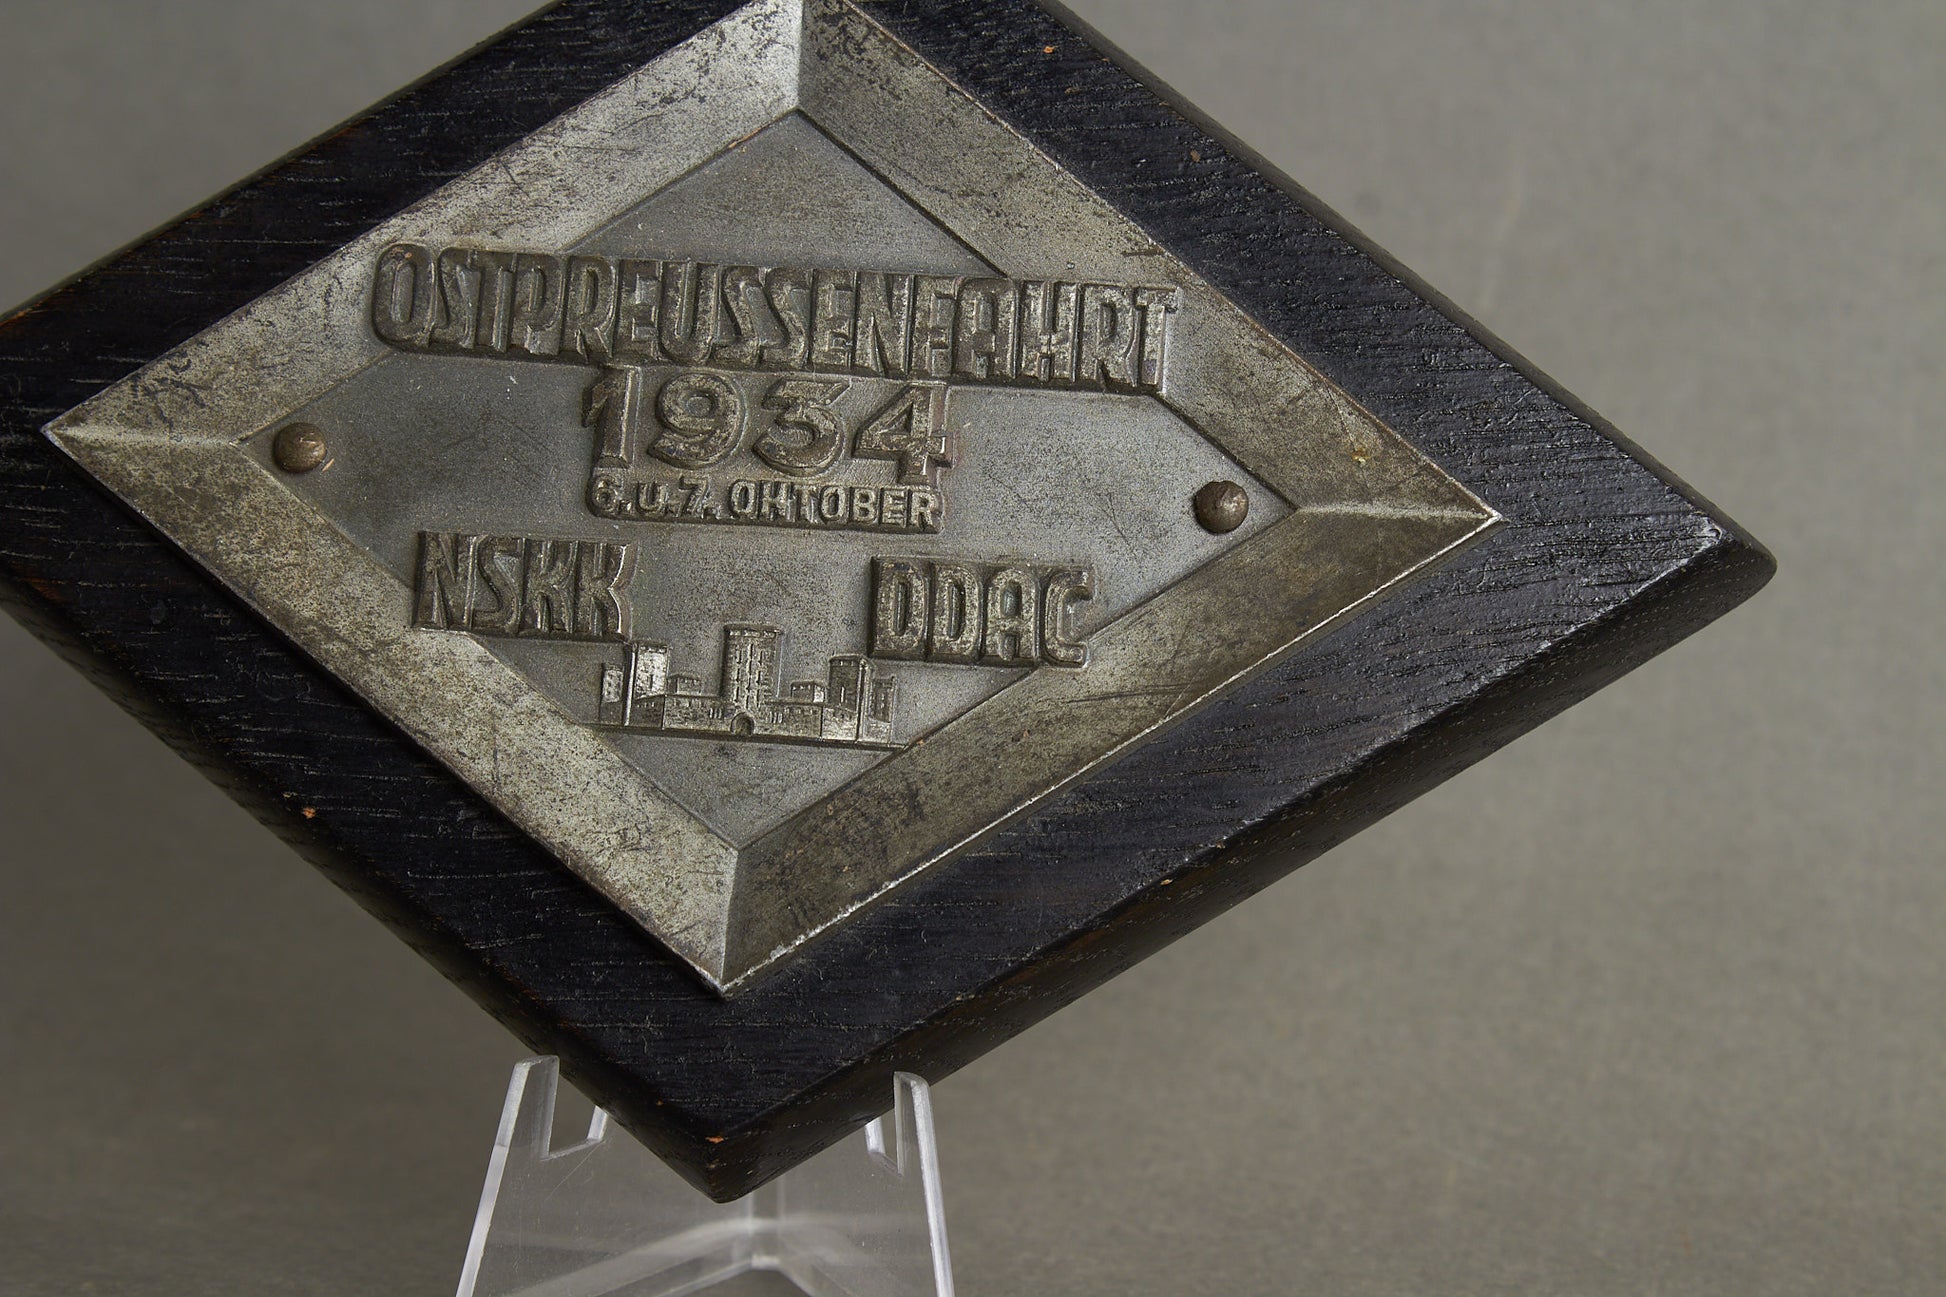 OSTPREUSSENFAHRT
1934
6. U. 7. OKTOBER
NSKK DDAC